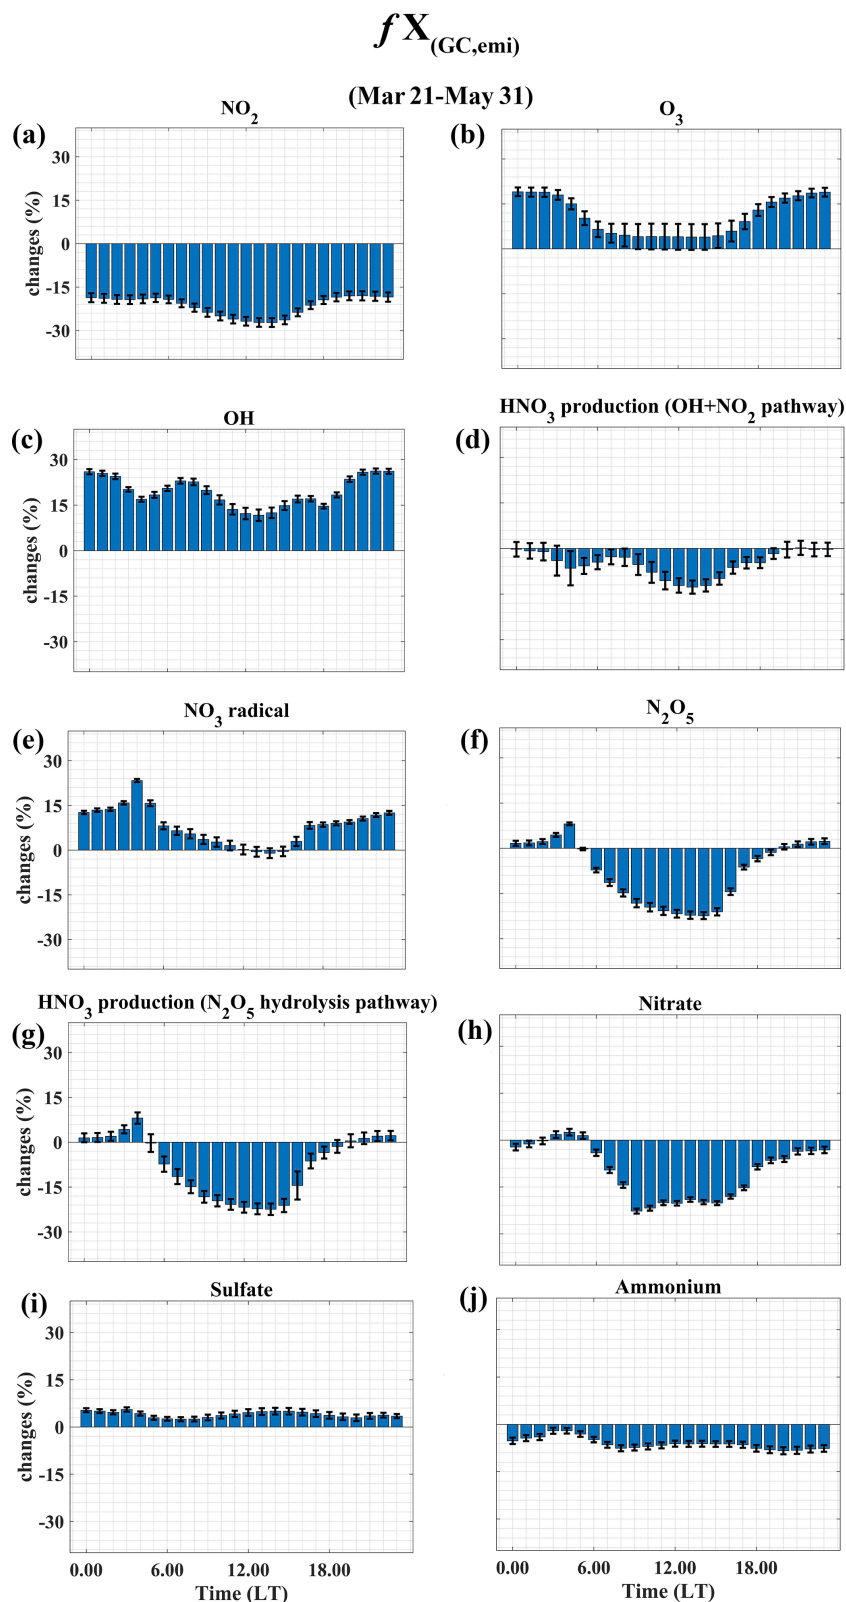 f X(GC,emi)
(Mar 21-May 31)
NO2
O3
(a)
(b)
30
15
0
-15
-30
changes (%)
OH
HNO3 production (OH+NO2 pathway)
(c)
(d)
30
15
0
-15
-30
changes (%)
NO3 radical
N2O5
(e)
(f)
30
15
0
-15
-30
changes (%)
HNO3 production (N2O5 hydrolysis pathway)
Nitrate
(g)
(h)
30
15
0
-15
-30
changes (%)
Sulfate
Ammonium
(i)
(j)
30
15
0
-15
-30
changes (%)
0.00 6.00 12.00 18.00
0.00 6.00 12.00 18.00
Time (LT)
Time (LT)